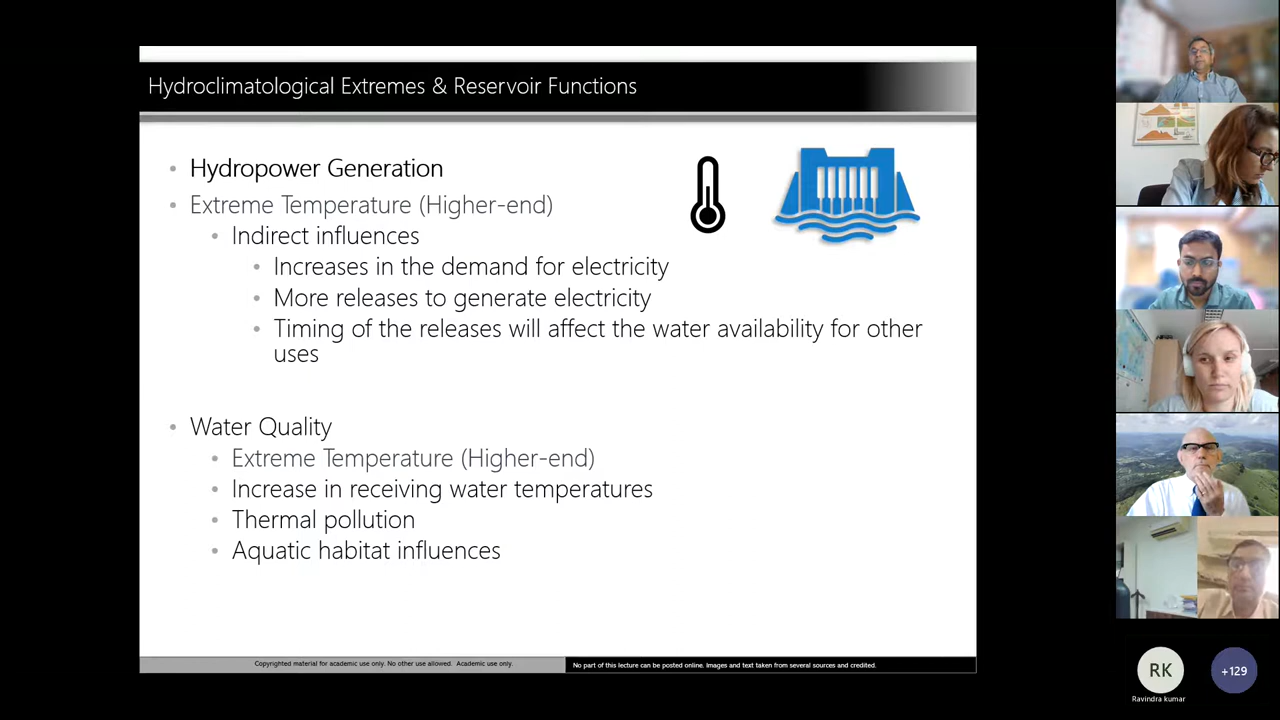 Hydroclimatological Extremes & Reservoir Functions
Hydropower Generation
Extreme Temperature (Higher-end)
Indirect influences
Increases in the demand for electricity
More releases to generate electricity
Timing of the releases will affect the water availability for other
uses
Water Quality
Extreme Temperature (Higher-end)
Increase in receiving water temperatures
Thermal pollution
Aquatic habitat influences
Copyrighted material for academic use only. No other use allowed. Academic use only.
No part of this lecture can be posted online. Images and text taken from several sources and credited.
RK
+129
Ravindra kumar